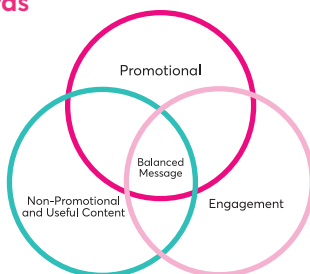 Promotional
Balanced
Message
Non-Promotional
and Useful Content
Engagement